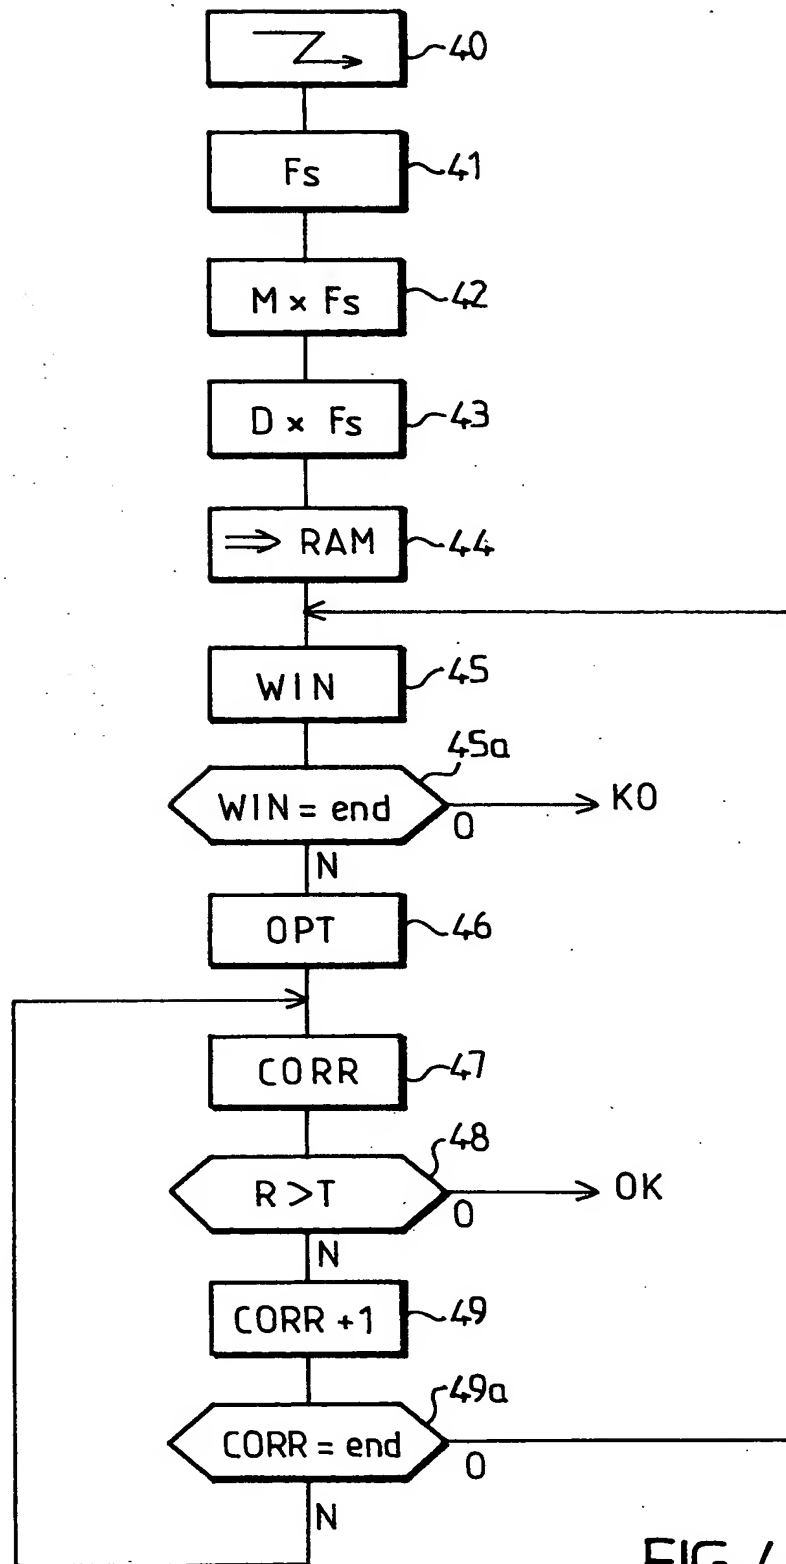 40
Fs 41
M x Fs 42
D x Fs 43
⇒ RAM 44
WIN 45
45a
WIN = end O KO
N
OPT 46
CORR 47
48
R>T O OK
N
CORR +1 49
49a
CORR = end O
N
FIG